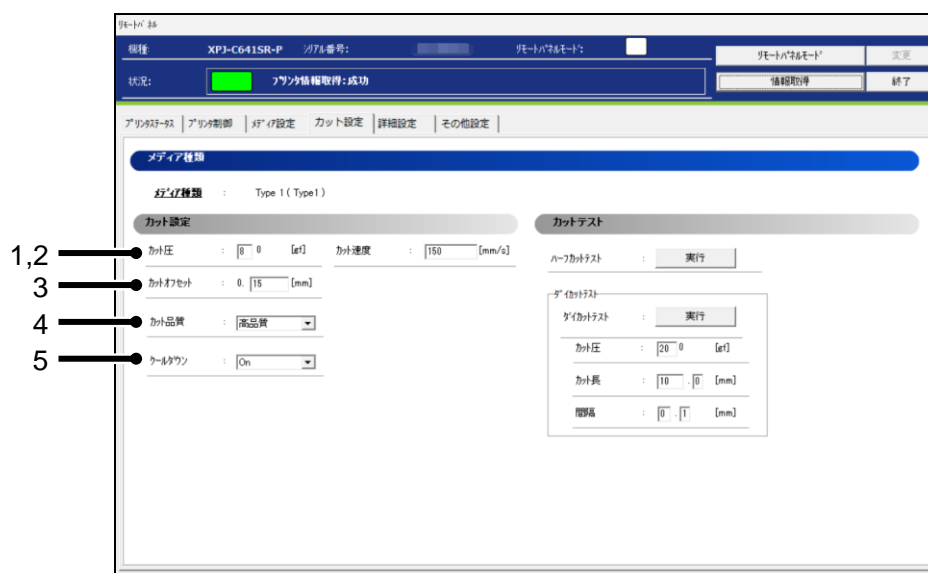 リモートパネル
機種: XPJ-C641SR-P シリアル番号: リモートパネルモード: リモートパネルモード 変更
状況: プリンタ情報取得:成功 情報取得 終了
プリンタステータス プリンタ制御 メディア設定 カット設定 詳細設定 その他設定
メディア種類
メディア種類 : Type 1 ( Type1 )
カット設定
1,2 カット圧 : 8 0 [gf] カット速度 : 150 [mm/s]
3 カットオフセット : 0. 15 [mm]
4 カット品質 : 高品質
5 クールダウン : On
カットテスト
ハーフカットテスト : 実行
ダイカットテスト
ダイカットテスト : 実行
カット圧 : 20 0 [gf]
カット長 : 10 . 0 [mm]
間隔 : 0 . 1 [mm]